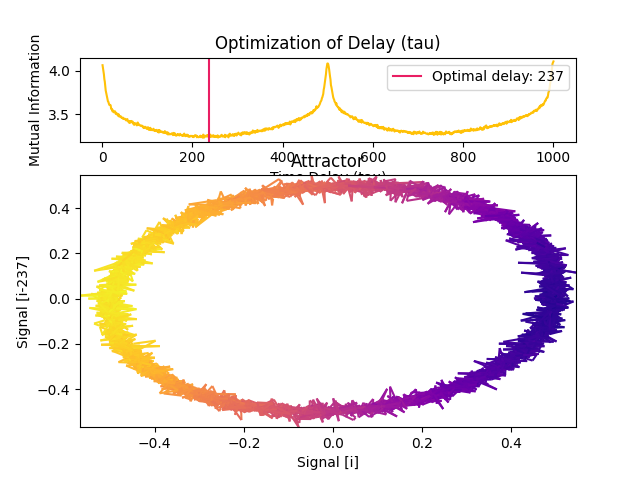 Optimization of Delay (tau)
Mutual Information
4.0
3.5
Optimal delay: 237
0
200
400
600
800
1000
Time Delay (tau)
Attractor
Signal [i-237]
0.4
0.2
0.0
−0.2
−0.4
−0.4
−0.2
0.0
0.2
0.4
Signal [i]